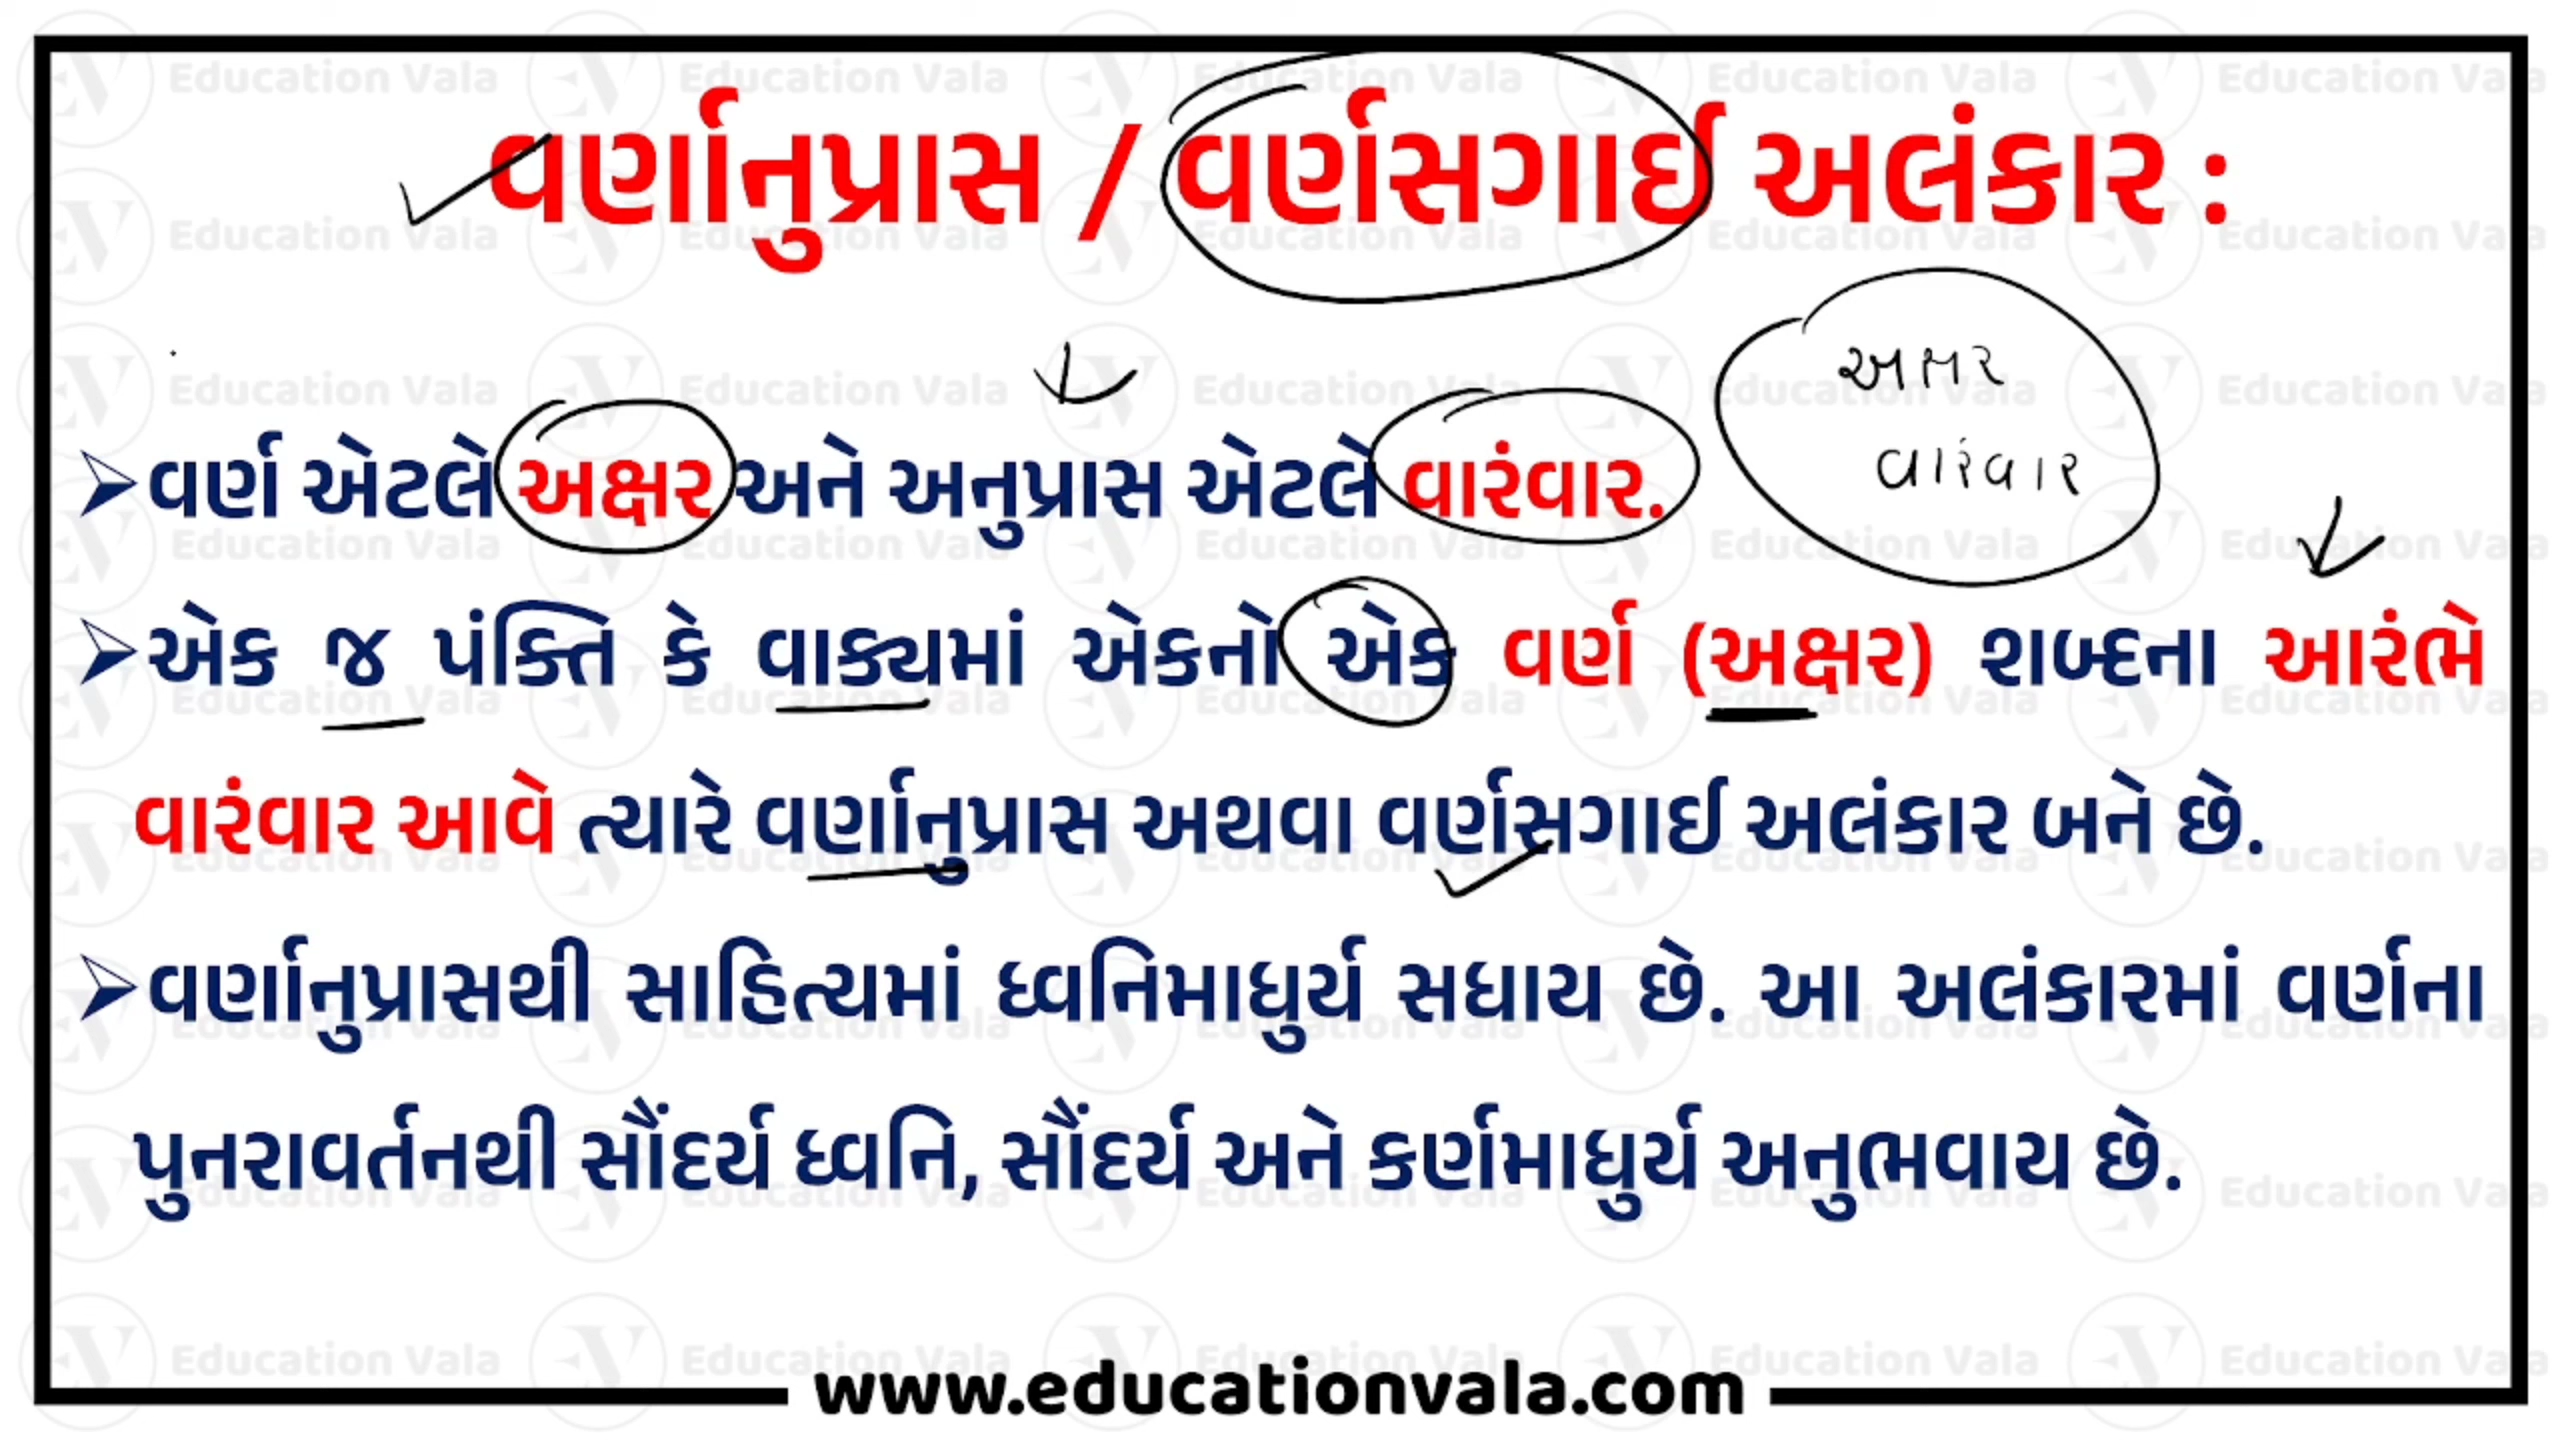 વર્ણાનુપ્રાસ / વર્ણસગાઈ અલંકાર :
અક્ષર
વારંવાર
➢વર્ણ એટલે અક્ષર અને અનુપ્રાસ એટલે વારંવાર.
➢એક જ પંક્તિ કે વાક્યમાં એકનો એક વર્ણ (અક્ષર) શબ્દના આરંભે
વારંવાર આવે ત્યારે વર્ણાનુપ્રાસ અથવા વર્ણસગાઈ અલંકાર બને છે.
➢વર્ણાનુપ્રાસથી સાહિત્યમાં ધ્વનિમાધુર્ય સધાય છે. આ અલંકારમાં વર્ણના
પુનરાવર્તનથી સૌંદર્ય ધ્વનિ, સૌંદર્ય અને કર્ણમાધુર્ય અનુભવાય છે.
www.educationvala.com